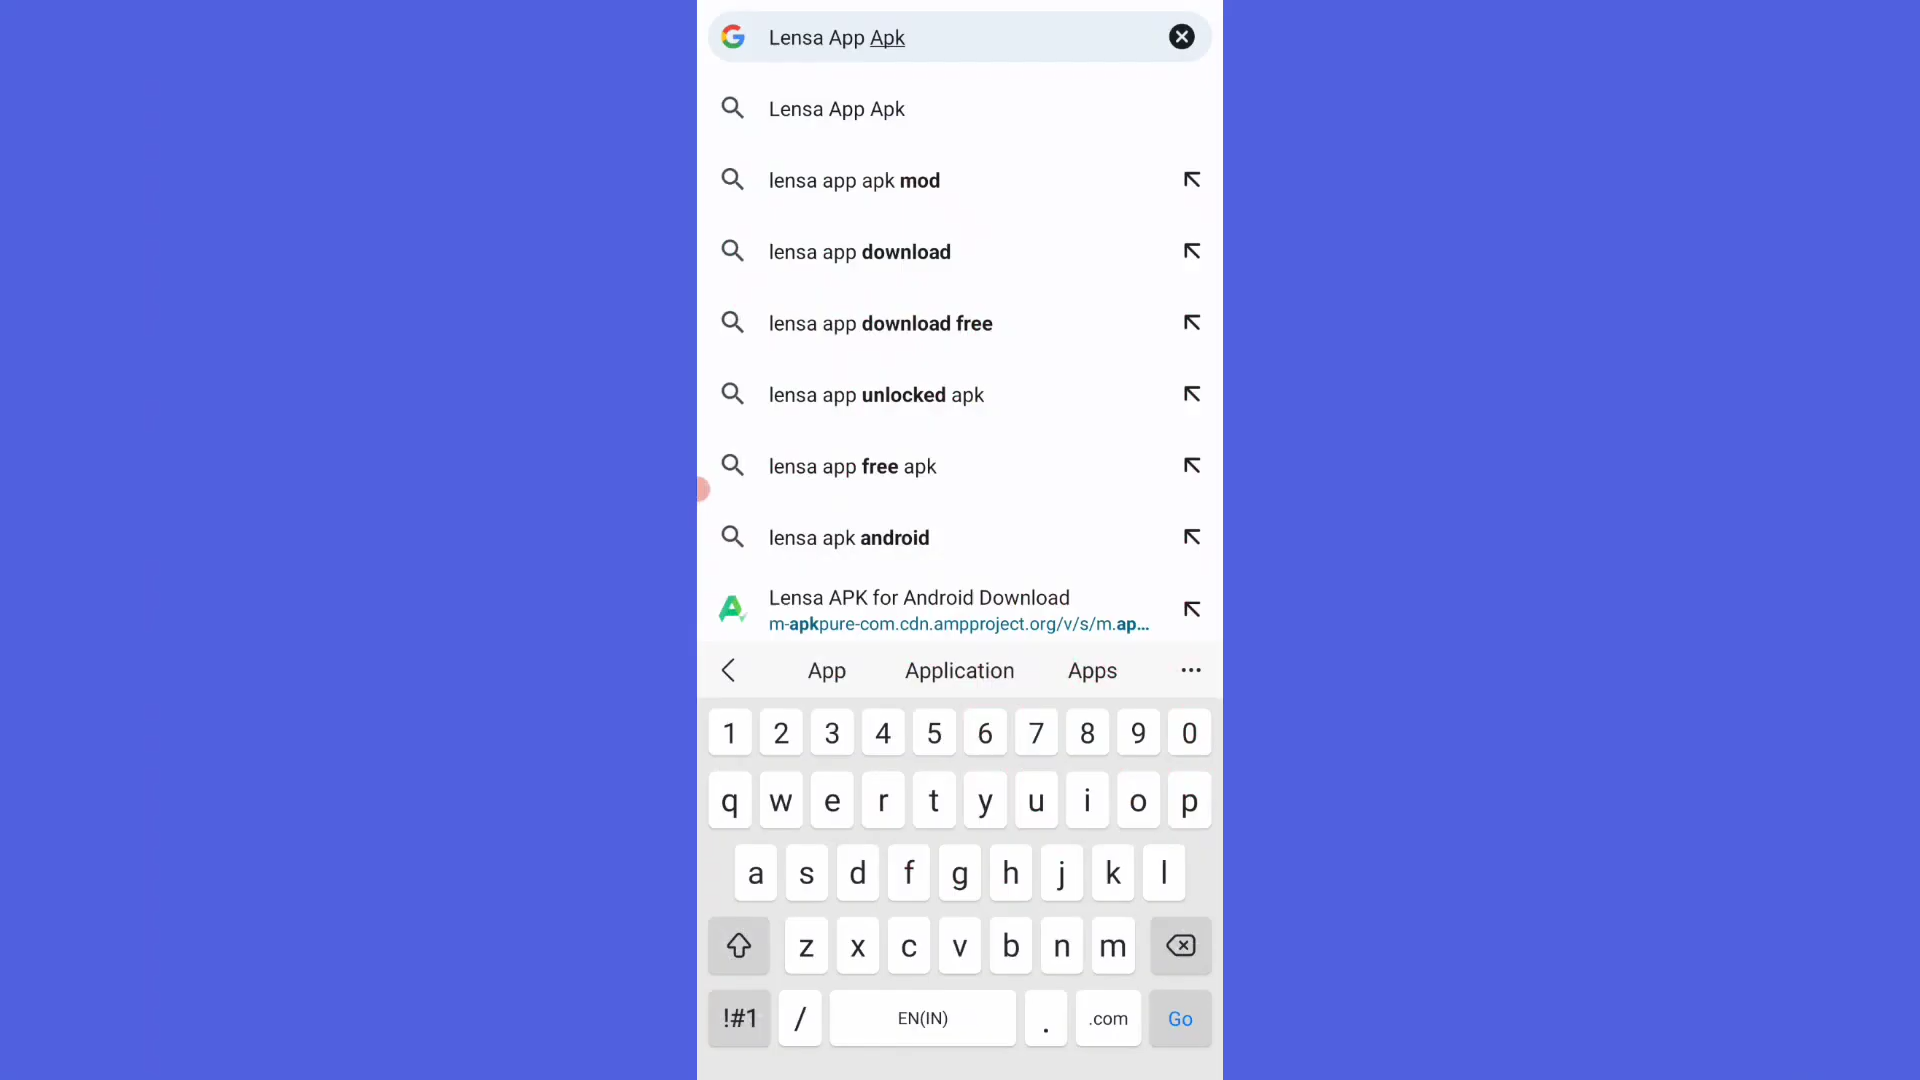 Lensa App Apk
Lensa App Apk
lensa app apk mod
lensa app download
lensa app download free
lensa app unlocked apk
lensa app free apk
lensa apk android
Lensa APK for Android Download
m-apkpure-com.cdn.ampproject.org/v/s/m.ap...
App Application Apps ...
1 2 3 4 5 6 7 8 9 0
q w e r t y u i o p
a s d f g h j k l
z x c v b n m
!#1 / EN(IN) . .com Go